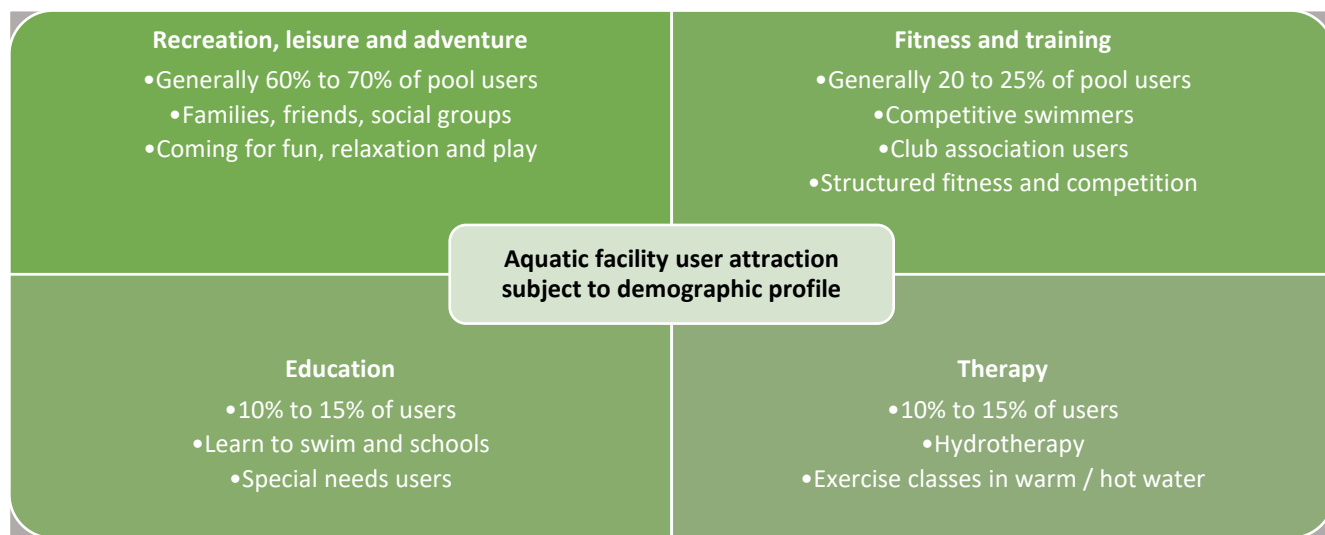 Recreation, leisure and adventure
•Generally 60% to 70% of pool users
•Families, friends, social groups
•Coming for fun, relaxation and play
Fitness and training
•Generally 20 to 25% of pool users
•Competitive swimmers
•Club association users
•Structured fitness and competition
Aquatic facility user attraction
subject to demographic profile
Education
•10% to 15% of users
•Learn to swim and schools
•Special needs users
Therapy
•10% to 15% of users
•Hydrotherapy
•Exercise classes in warm / hot water